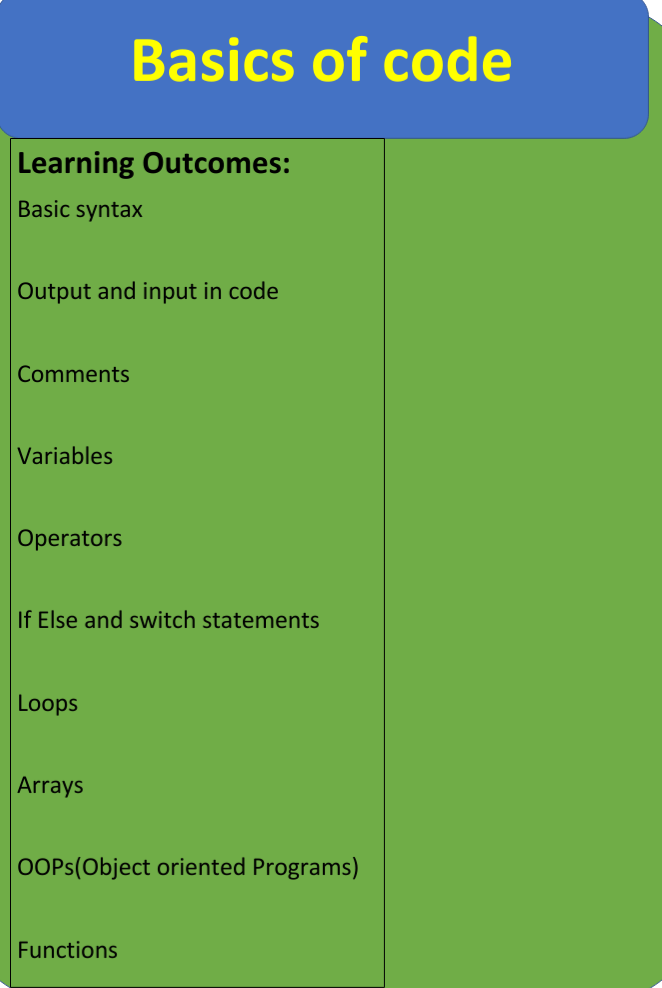 Basics of code
Learning Outcomes:
Basic syntax
Output and input in code
Comments
Variables
Operators
If Else and switch statements
Loops
Arrays
OOPs(Object oriented Programs)
Functions